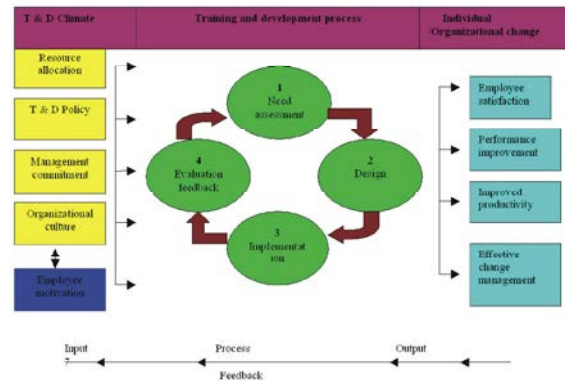 T & D Climate
Training and development process
Individual
/Organizational change
Resource
allocation
T & D Policy
Management
commitment
Organizational
culture
Employee
motivation
1
Need
assessment
2
Design
3
Implementat
ion
4
Evaluation
feedback
Employee
satisfaction
Performance
improvement
Improved
productivity
Effective
change
management
Input
Process
Output
Feedback